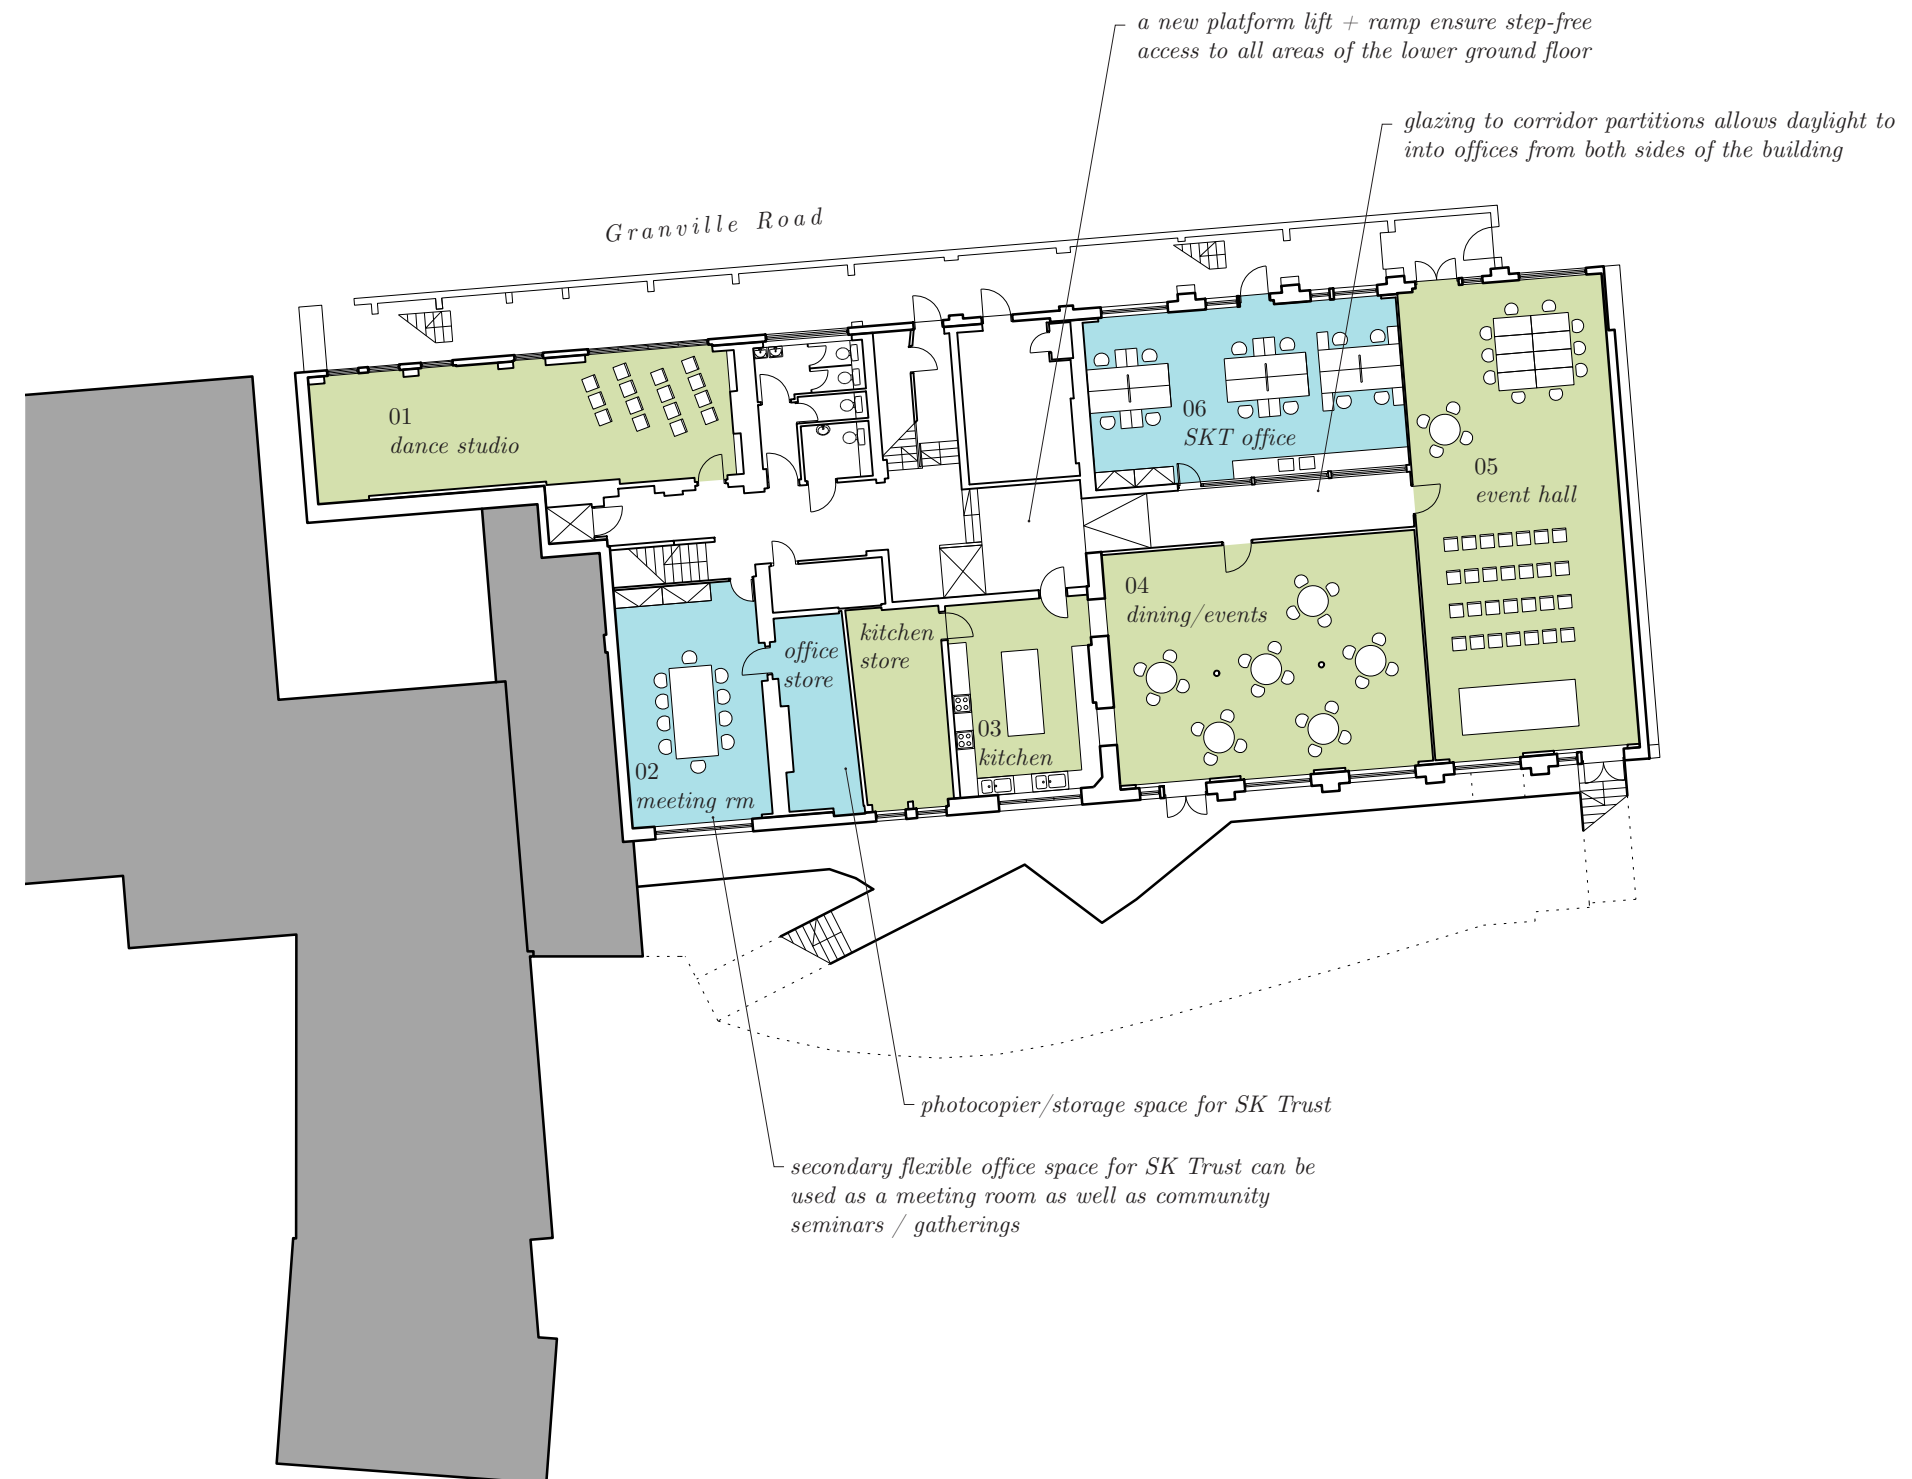 a new platform lift + ramp ensure step-free
access to all areas of the lower ground floor
glazing to corridor partitions allows daylight to
into offices from both sides of the building
Granville Road
01
dance studio
06
SKT office
05
event hall
04
dining/events
kitchen
store
office
store
03
kitchen
02
meeting rm
photocopier/storage space for SK Trust
secondary flexible office space for SK Trust can be
used as a meeting room as well as community
seminars / gatherings